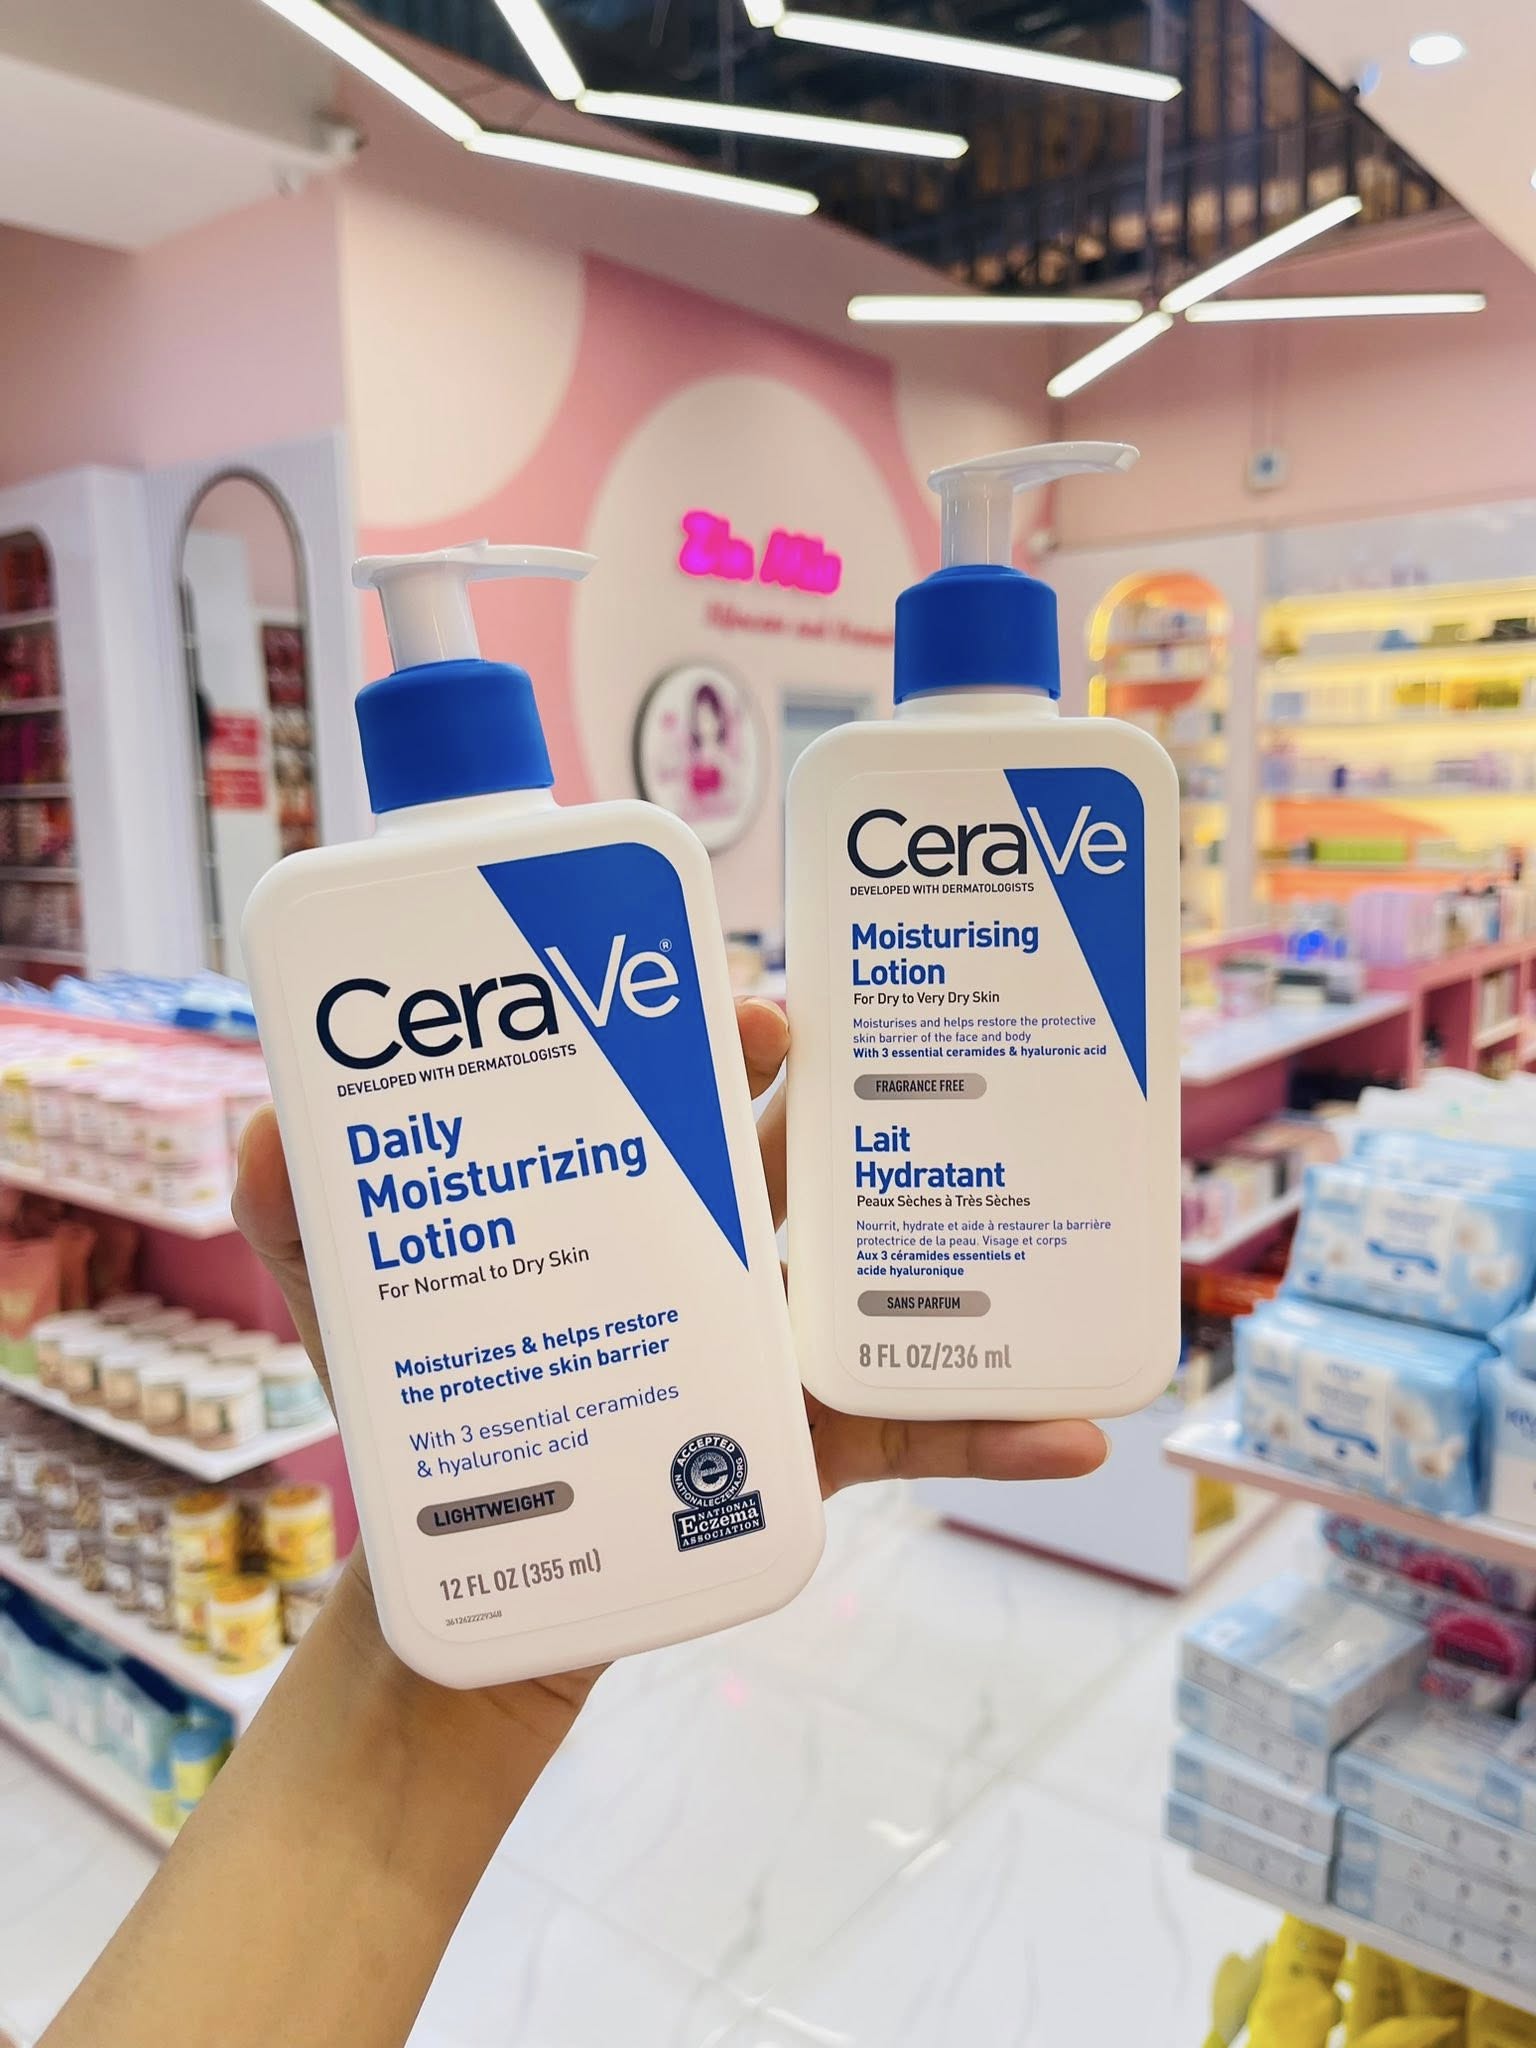 CeraVe®
DEVELOPED WITH DERMATOLOGISTS
Daily
Moisturizing
Lotion
For Normal to Dry Skin
Moisturizes & helps restore
the protective skin barrier
With 3 essential ceramides
& hyaluronic acid
LIGHTWEIGHT
ACCEPTED
NATIONALECZEMA.ORG
NATIONAL
Eczema
ASSOCIATION
12 FL OZ (355 ml)
CeraVe
DEVELOPED WITH DERMATOLOGISTS
Moisturising
Lotion
For Dry to Very Dry Skin
Moisturises and helps restore the protective
skin barrier of the face and body
With 3 essential ceramides & hyaluronic acid
FRAGRANCE FREE
Lait
Hydratant
Peaux Sèches à Très Sèches
Nourrit, hydrate et aide à restaurer la barrière
protectrice de la peau. Visage et corps
Aux 3 céramides essentiels et
acide hyaluronique
SANS PARFUM
8 FL OZ/236 ml